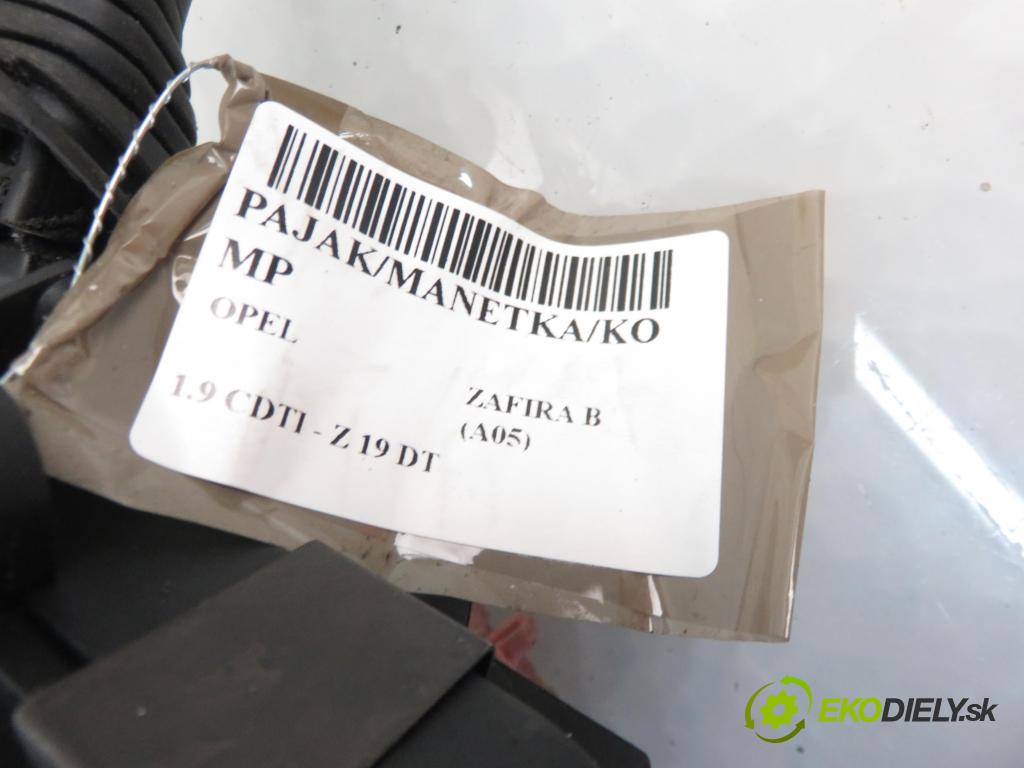 PAJAK/MANETKA/KO
MP
OPEL
ZAFIRA B
(A05)
1.9 CDTI - Z 19 DT
EKODIELY.sk